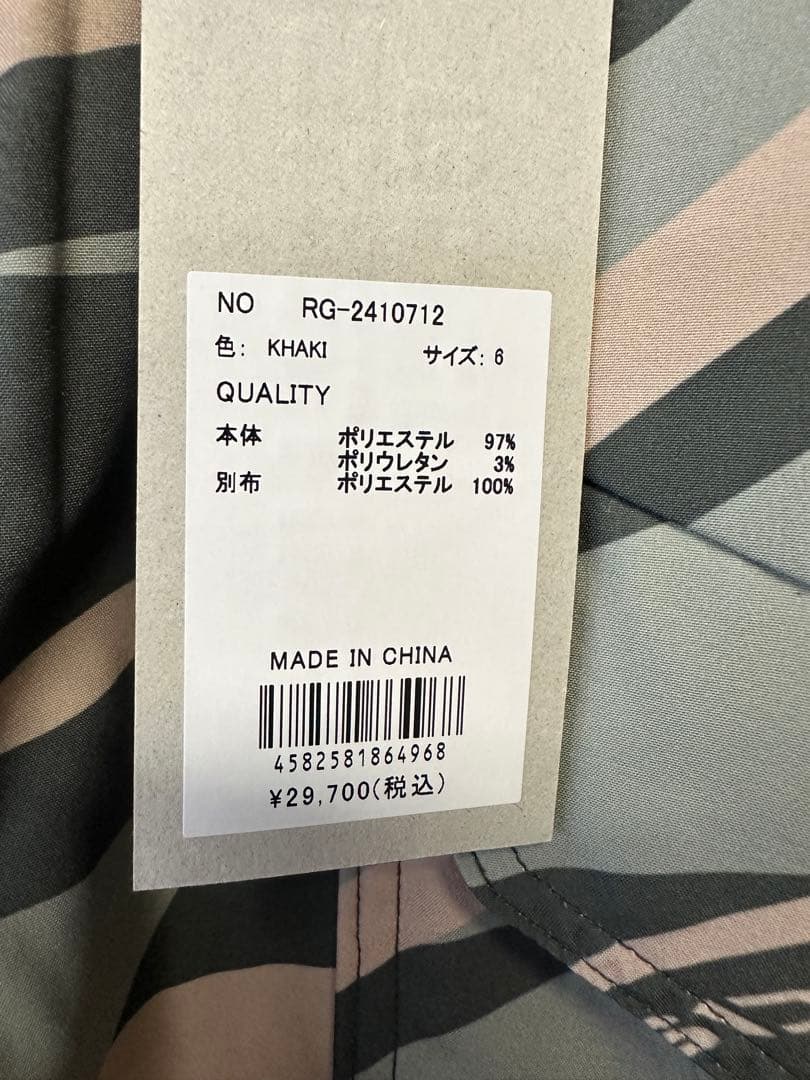 NO RG-2410712
色: KHAKI サイズ: 6
QUALITY
本体 ポリエステル 97%
ポリウレタン 3%
別布 ポリエステル 100%
MADE IN CHINA
4582581864968
¥29,700(税込)